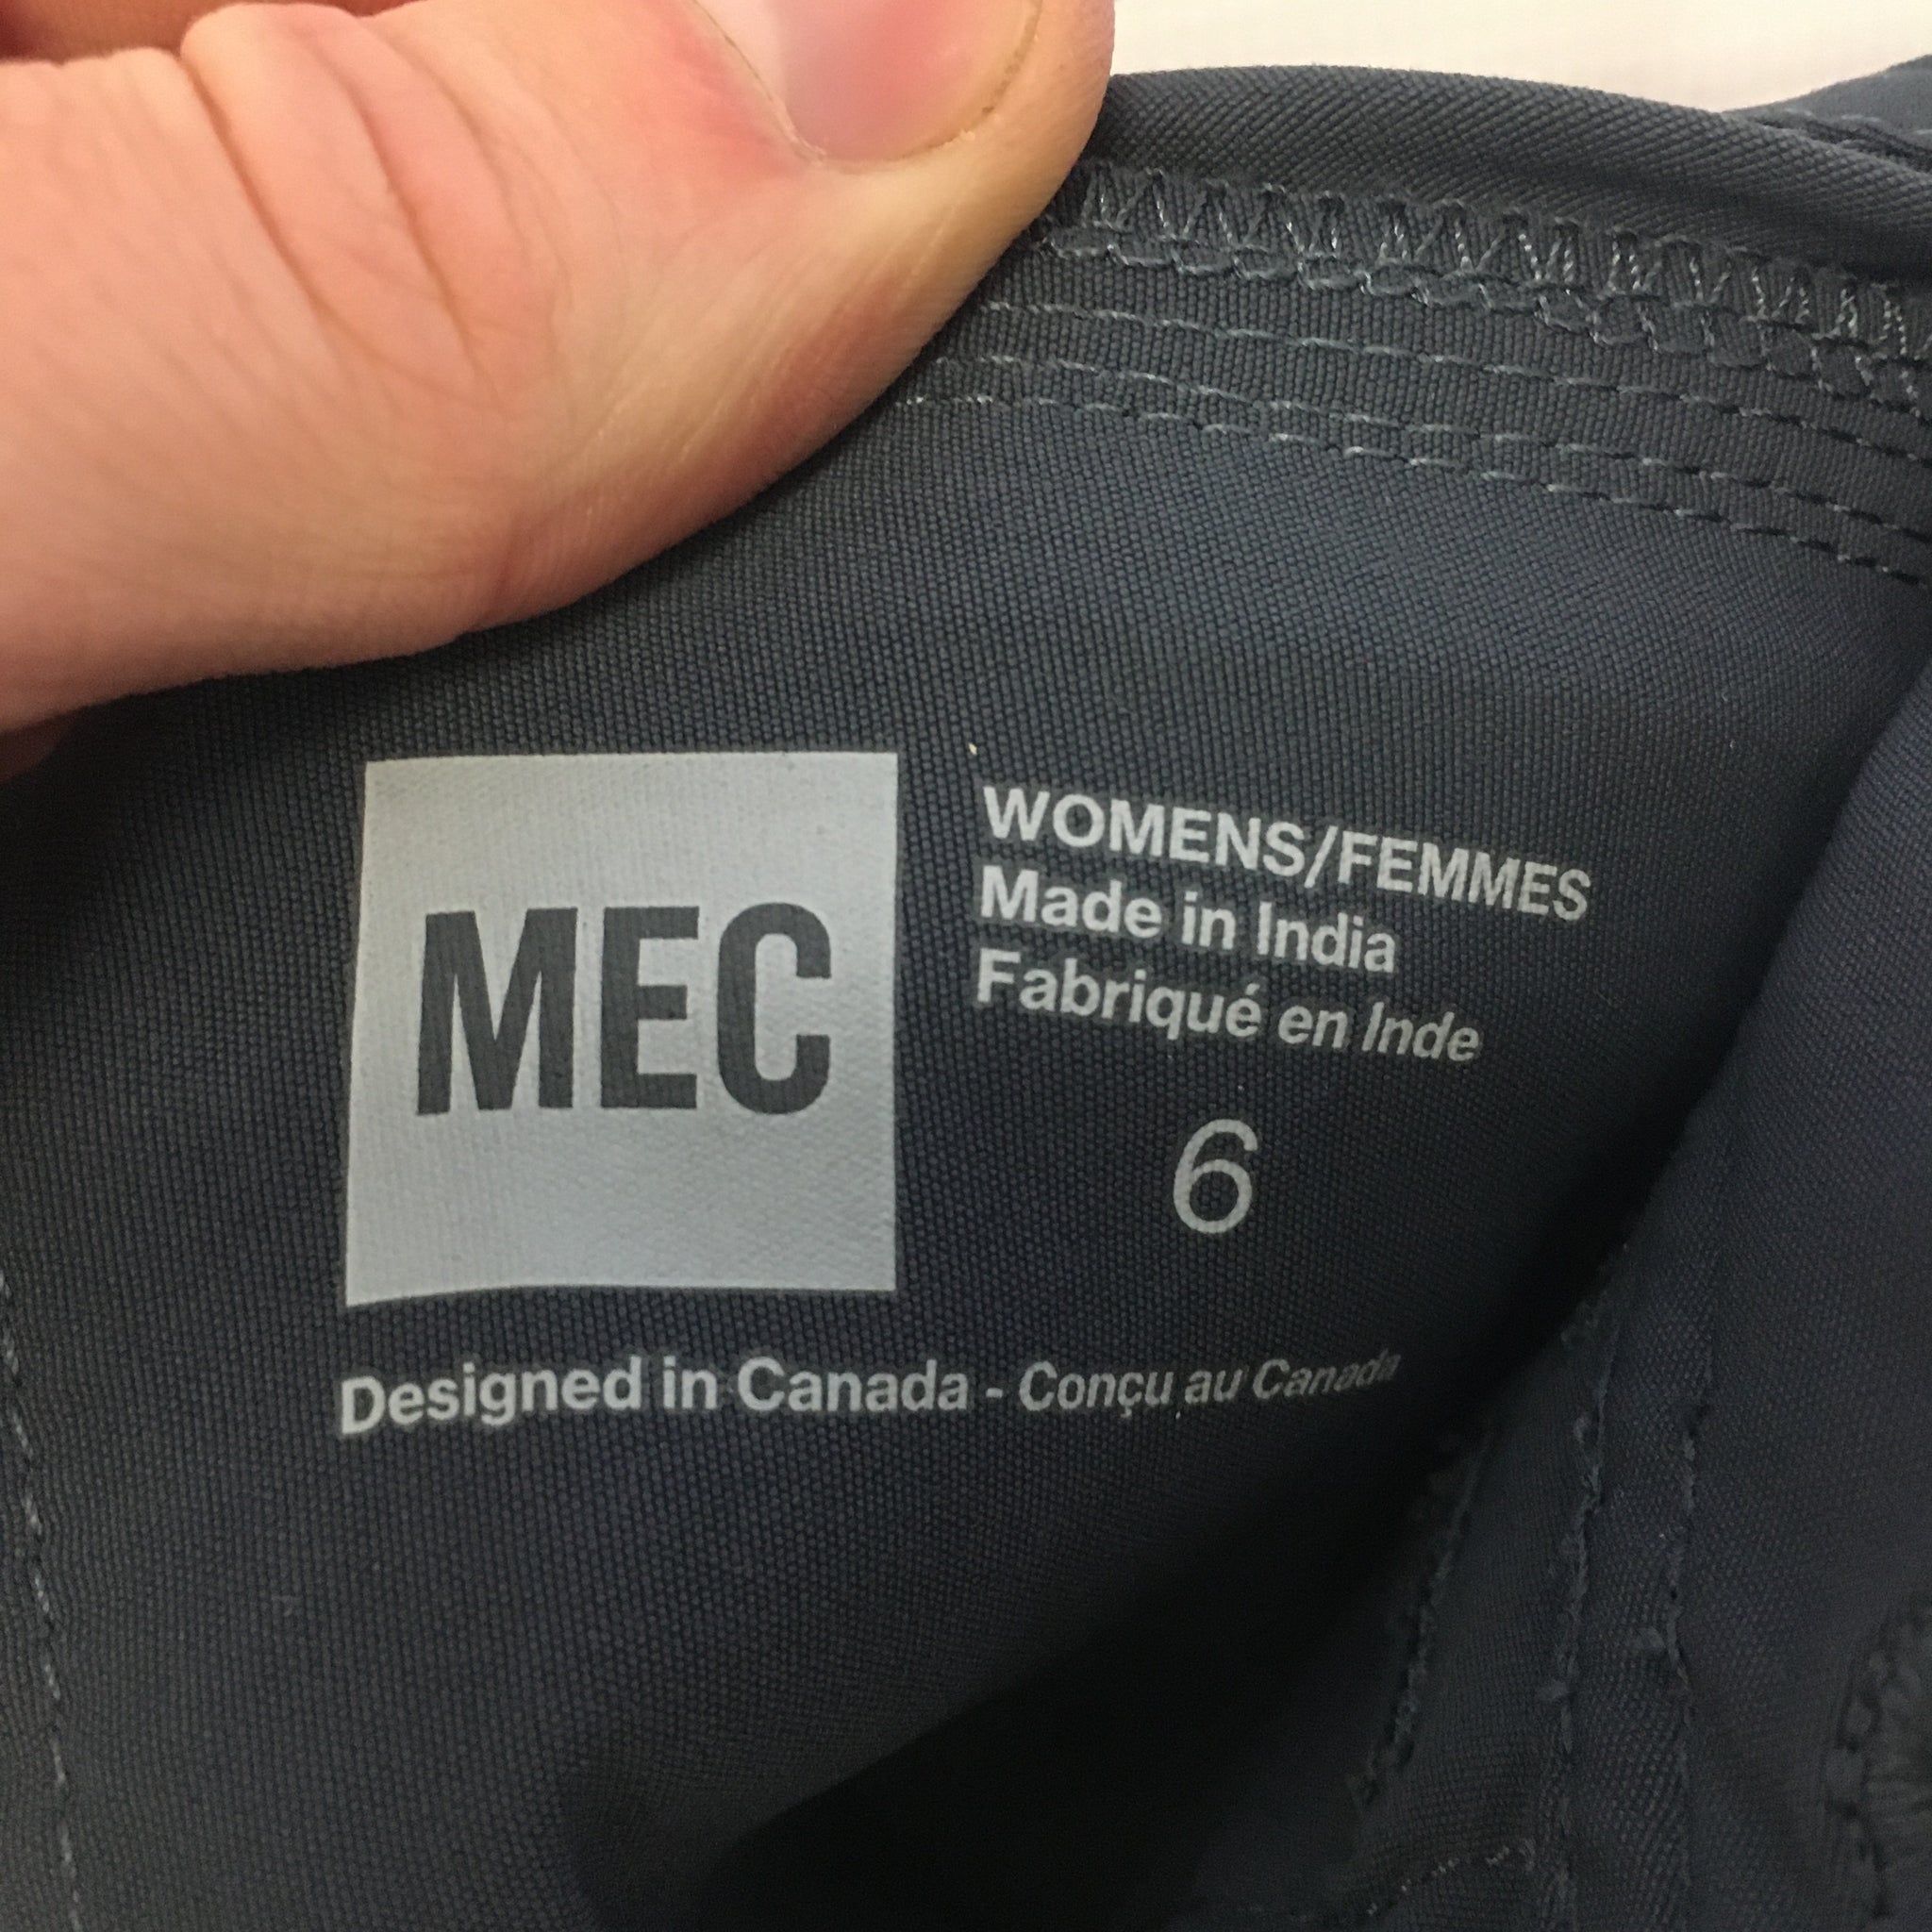 MEC
WOMENS/FEMMES
Made in India
Fabriqué en Inde
6
Designed in Canada - Conçu au Canada